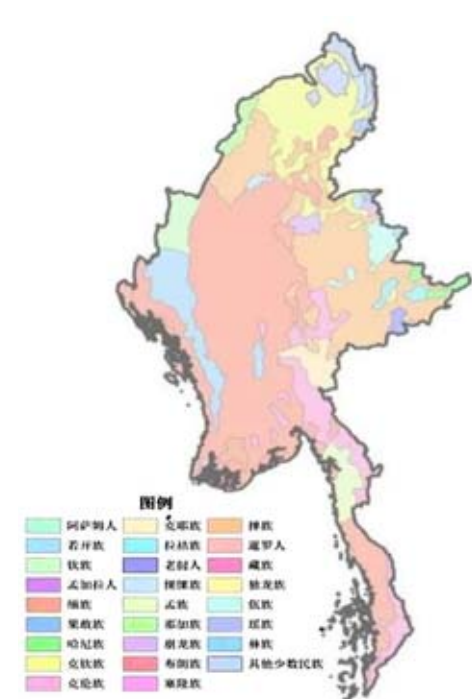 图例
阿萨姆人
若开族
钦族
孟加拉人
缅族
果敢族
哈尼族
克钦族
克伦族
克耶族
拉祜族
老挝人
傈僳族
孟族
那加族
崩龙族
布朗族
塞隆族
掸族
暹罗人
藏族
独龙族
佤族
瑶族
彝族
其他少数民族